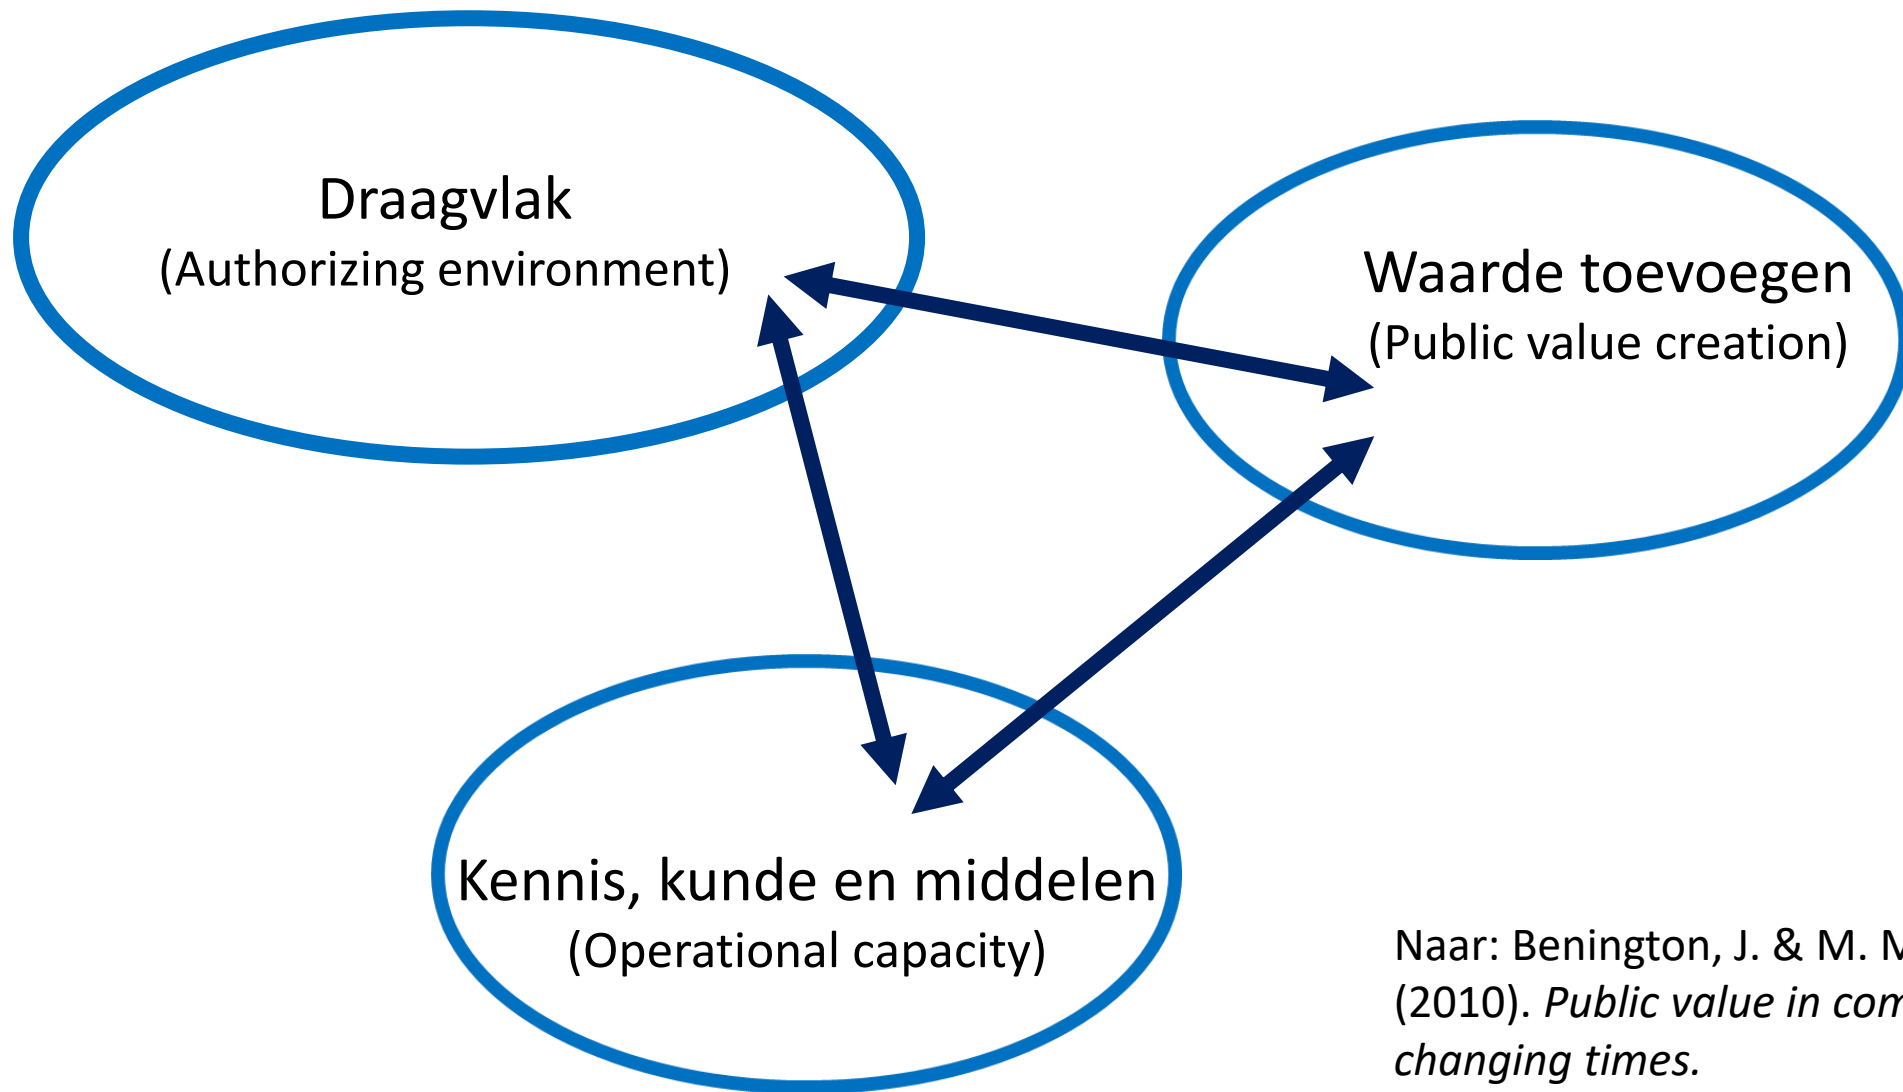 Draagvlak
(Authorizing environment)
Waarde toevoegen
(Public value creation)
Kennis, kunde en middelen
(Operational capacity)
Naar: Benington, J. & M.
(2010). Public value in
changing times.